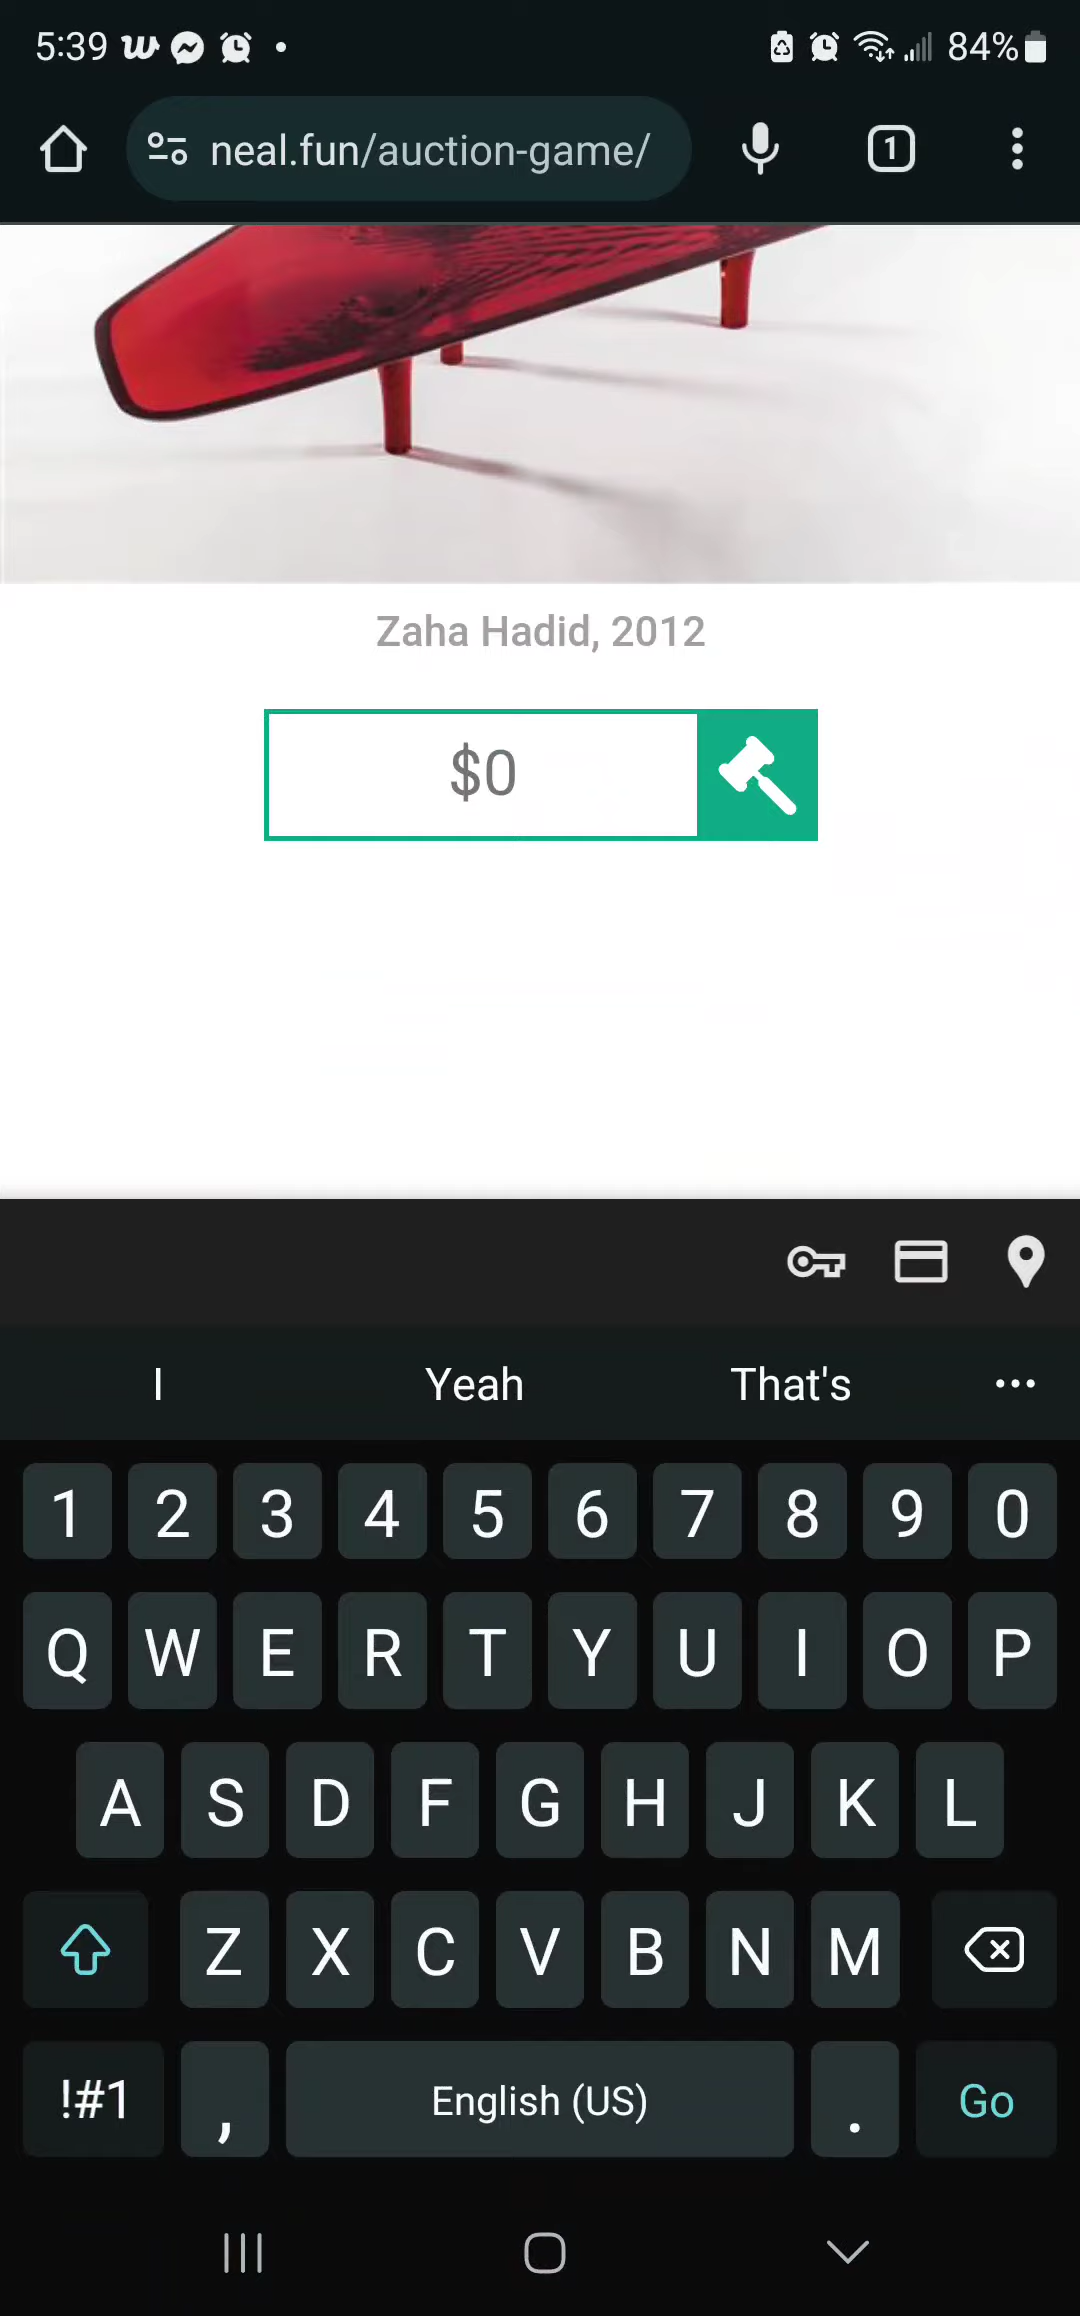 5:39 84%
neal.fun/auction-game/ 1
Zaha Hadid, 2012
$0
I Yeah That's ...
1 2 3 4 5 6 7 8 9 0
Q W E R T Y U I O P
A S D F G H J K L
Z X C V B N M
!#1 , English (US) . Go